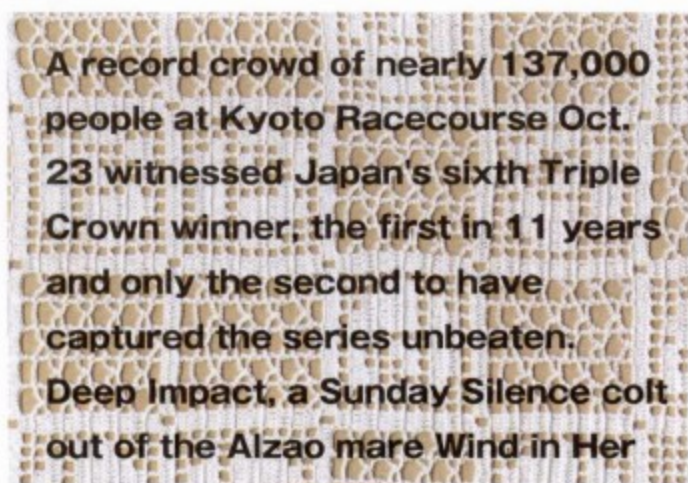 A record crowd of nearly 137,000
people at Kyoto Racecourse Oct.
23 witnessed Japan's sixth Triple
Crown winner, the first in 11 years
and only the second to have
captured the series unbeaten.
Deep Impact, a Sunday Silence colt
out of the Alzao mare Wind in Her